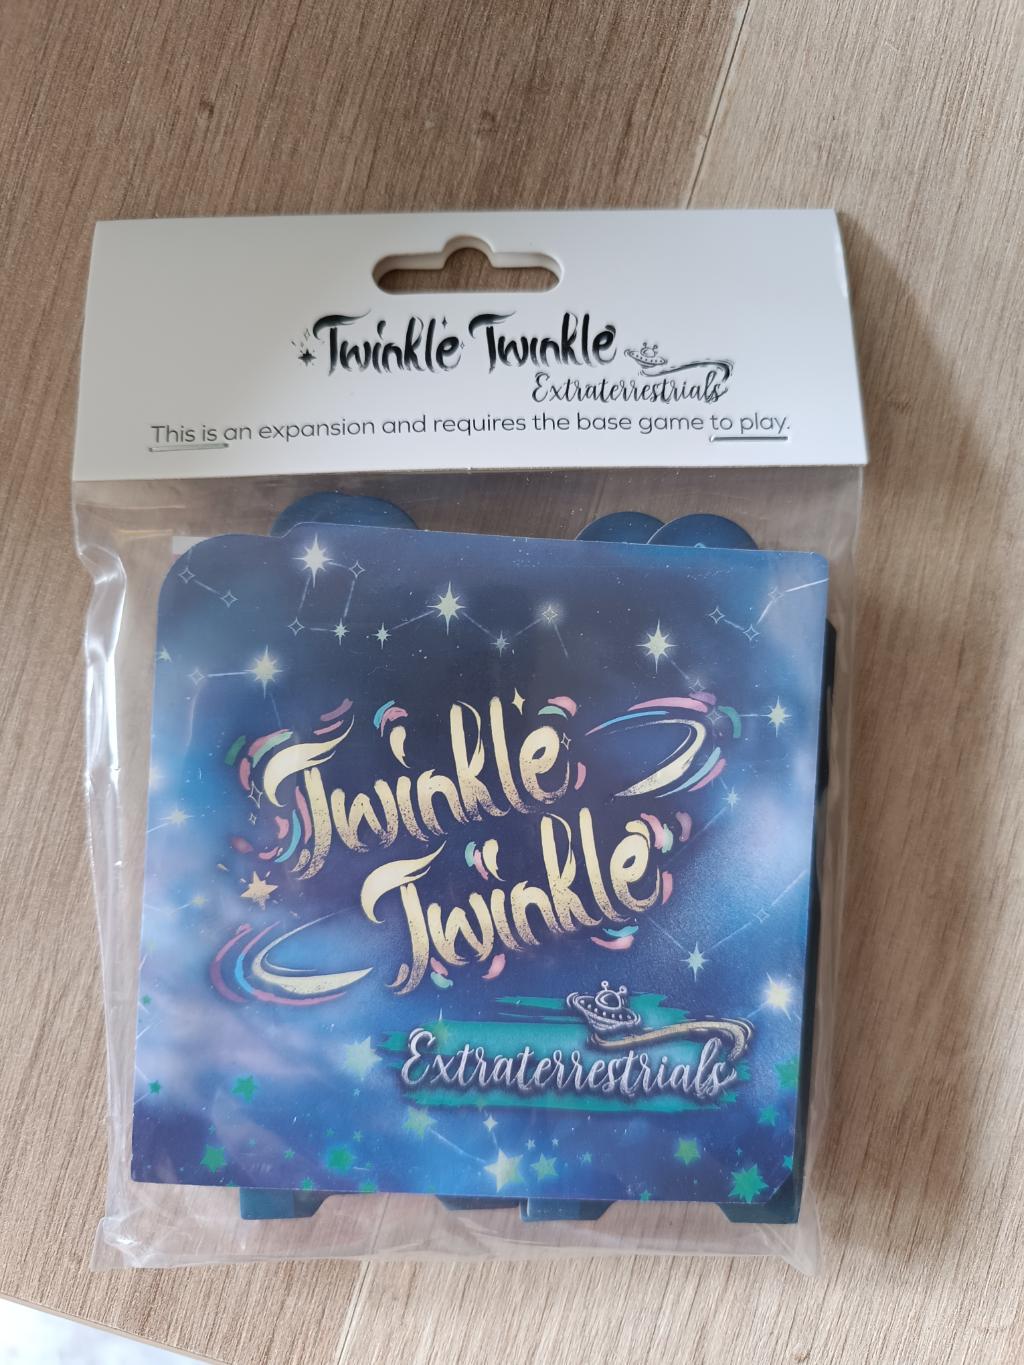 Twinkle Twinkle
Extraterrestrials
This is an expansion and requires the base game to play.
Twinkle
Twinkle
Extraterrestrials